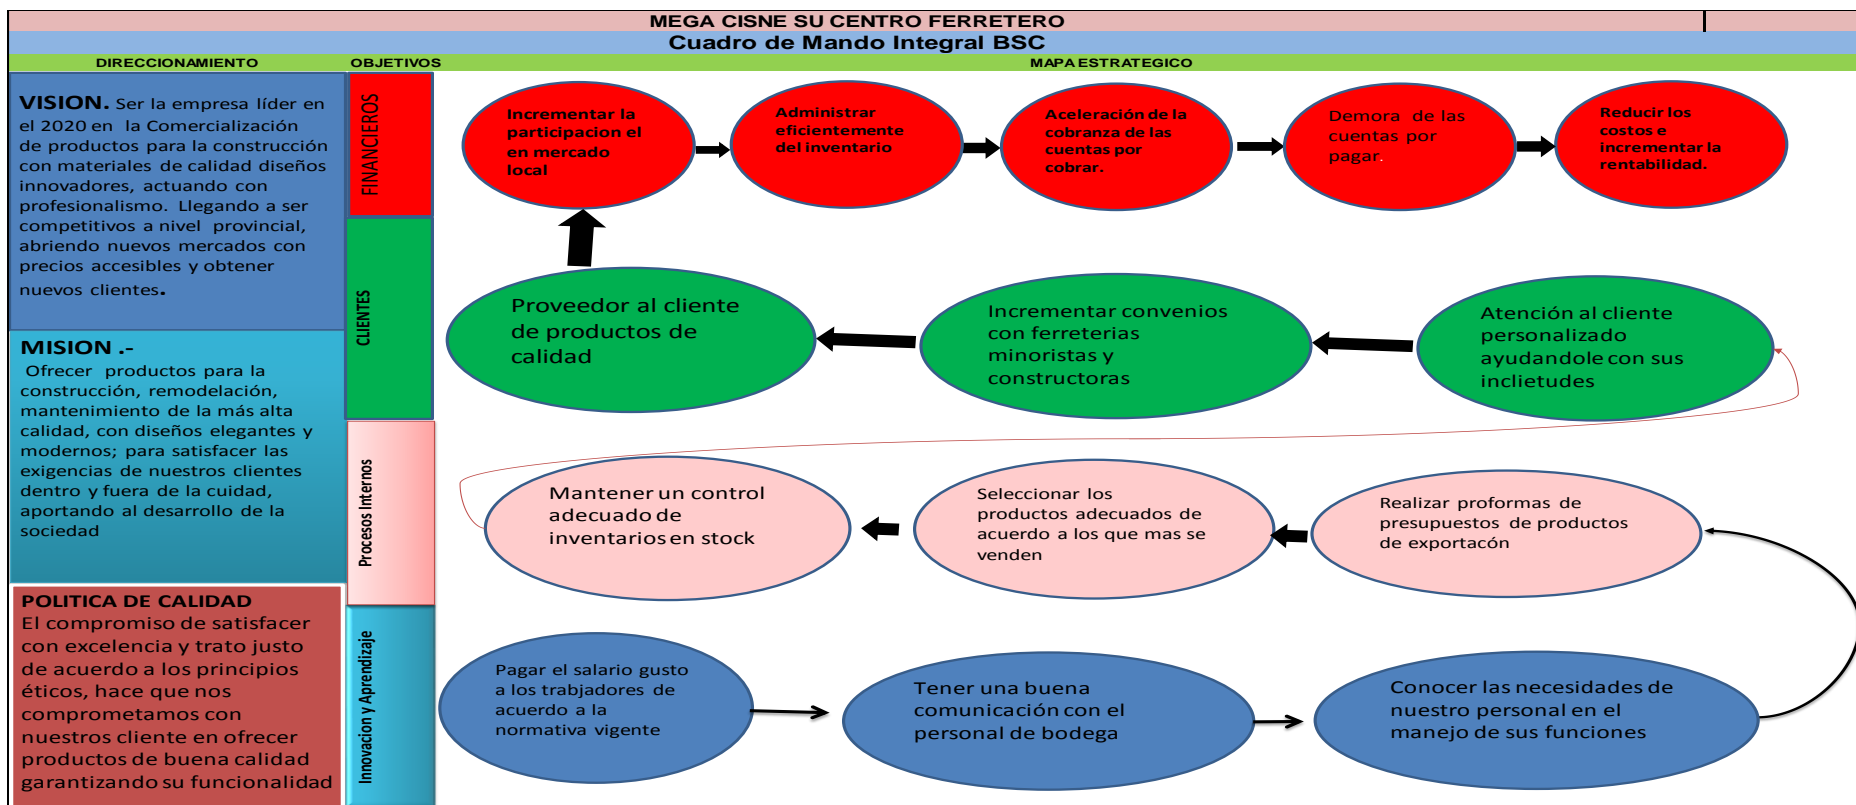 MEGA CISNE SU CENTRO FERRETERO
Cuadro de Mando Integral BSC
DIRECCIONAMIENTO
OBJETIVOS
MAPA ESTRATEGICO
VISION. Ser la empresa líder en
el 2020 en la Comercialización
de productos para la construcción
con materiales de calidad diseños
innovadores, actuando con
profesionalismo. Llegando a ser
competitivos a nivel provincial,
abriendo nuevos mercados con
precios accesibles y obtener
nuevos clientes.
MISION .-
Ofrecer productos para la
construcción, remodelación,
mantenimiento de la más alta
calidad, con diseños elegantes y
modernos; para satisfacer las
exigencias de nuestros clientes
dentro y fuera de la cuidad,
aportando al desarrollo de la
sociedad
POLITICA DE CALIDAD
El compromiso de satisfacer
con excelencia y trato justo
de acuerdo a los principios
éticos, hace que nos
comprometamos con
nuestros cliente en ofrecer
productos de buena calidad
garantizando su funcionalidad
FINANCIEROS
Incrementar la
participacion el
en mercado
local
Administrar
eficientemente
del inventario
Aceleración de la
cobranza de las
cuentas por
cobrar.
Demora de las
cuentas por
pagar.
Reducir los
costos e
incrementar la
rentabilidad.
CLIENTES
Proveedor al cliente
de productos de
calidad
Incrementar convenios
con ferreterias
minoristas y
constructoras
Atención al cliente
personalizado
ayudandole con sus
inclietudes
Procesos Internos
Mantener un control
adecuado de
inventarios en stock
Seleccionar los
productos adecuados de
acuerdo a los que mas se
venden
Realizar proformas de
presupuestos de productos
de exportacón
Innovacion y Aprendizaje
Pagar el salario gusto
a los trabjadores de
acuerdo a la
normativa vigente
Tener una buena
comunicación con el
personal de bodega
Conocer las necesidades de
nuestro personal en el
manejo de sus funciones